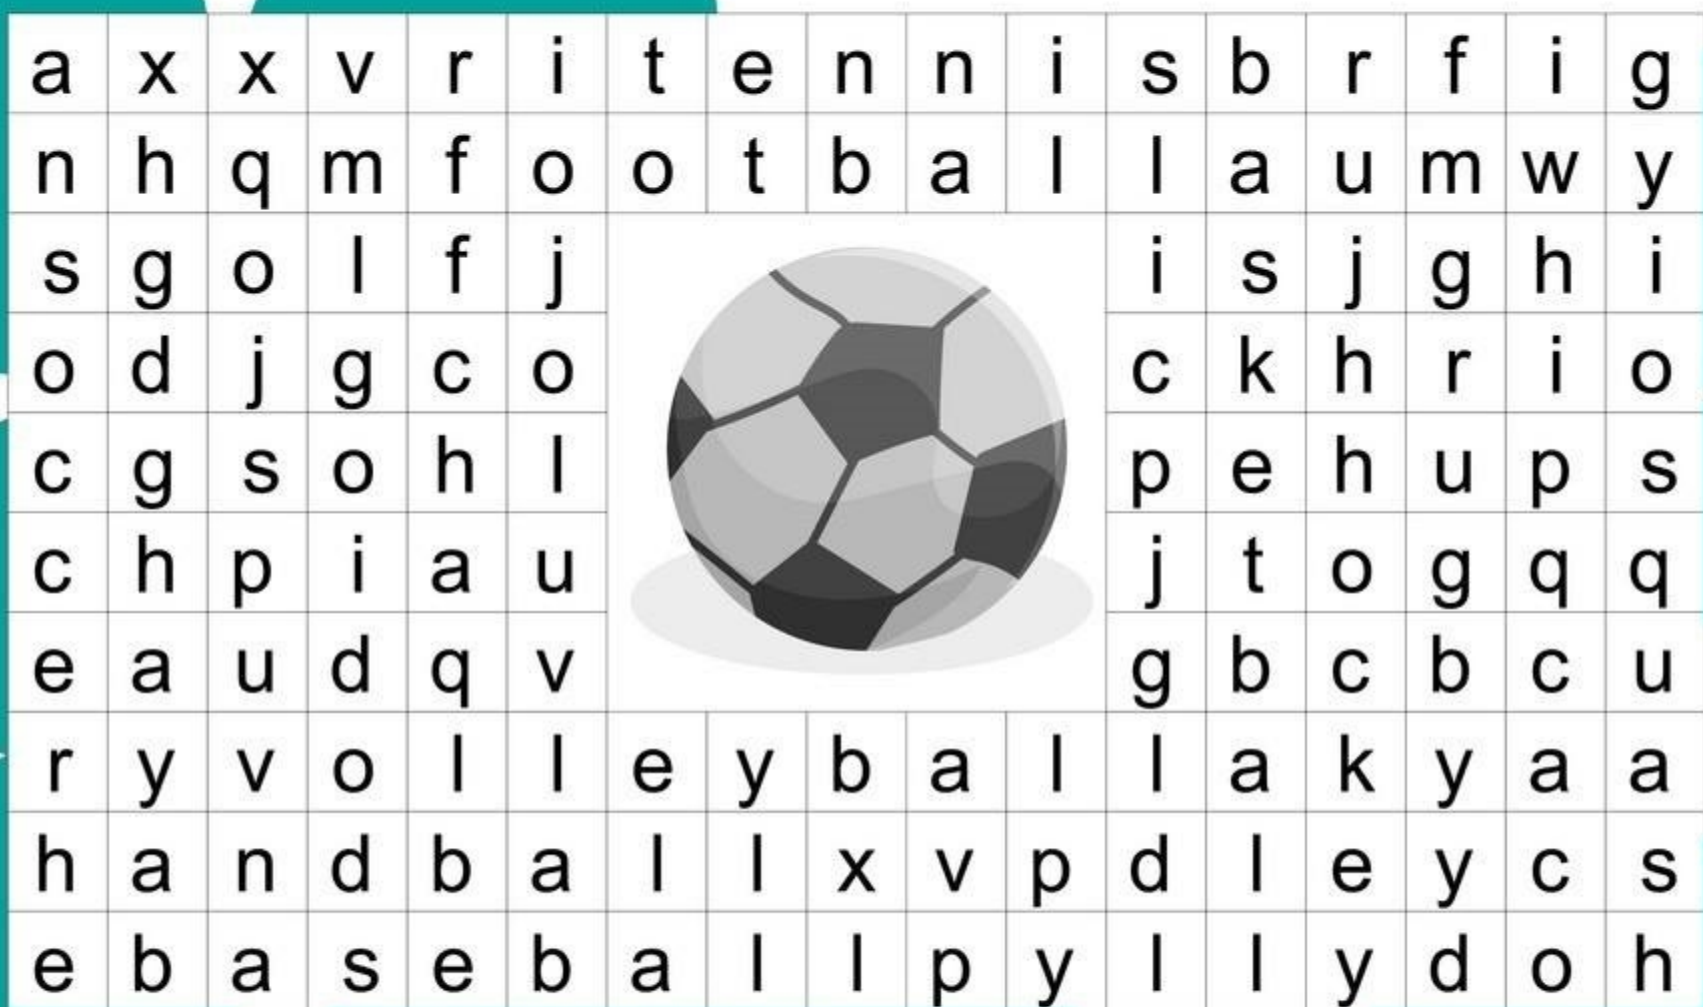 a x x v r i t e n n i s b r f i g
n h q m f o o t b a l l a u m w y
s g o l f j i s j g h i
o d j g c o c k h r i o
c g s o h l p e h u p s
c h p i a u j t o g q q
e a u d q v g b c b c u
r y v o l l e y b a l l a k y a a
h a n d b a l l x v p d l e y c s
e b a s e b a l l p y l l y d o h